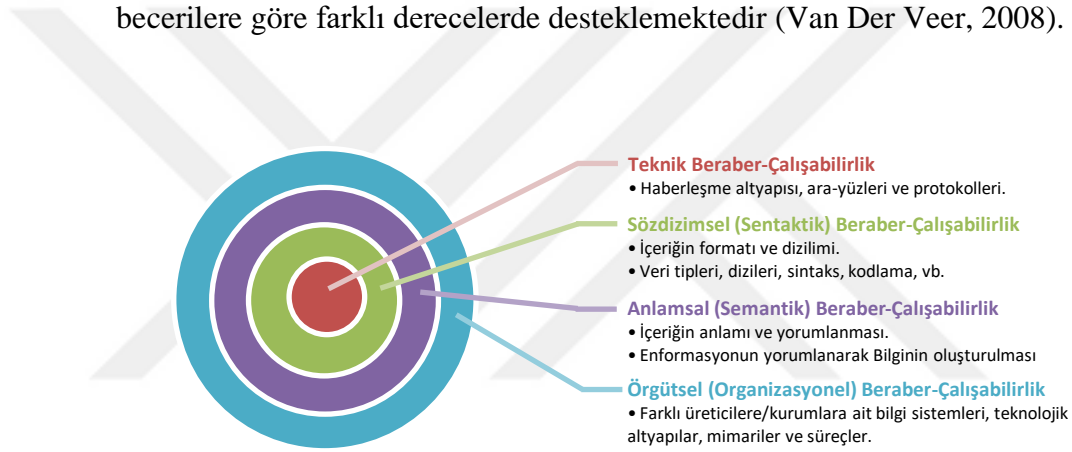 becerilere göre farklı derecelerde desteklemektedir (Van Der Veer, 2008).
Teknik Beraber-Çalışabilirlik
• Haberleşme altyapısı, ara-yüzleri ve protokolleri.
Sözdizimsel (Sentaktik) Beraber-Çalışabilirlik
• İçeriğin formatı ve dizilimi.
• Veri tipleri, dizileri, sintaks, kodlama, vb.
Anlamsal (Semantik) Beraber-Çalışabilirlik
• İçeriğin anlamı ve yorumlanması.
• Enformasyonun yorumlanarak Bilginin oluşturulması
Örgütsel (Organizasyonel) Beraber-Çalışabilirlik
• Farklı üreticilere/kurumlara ait bilgi sistemleri, teknolojik
altyapılar, mimariler ve süreçler.